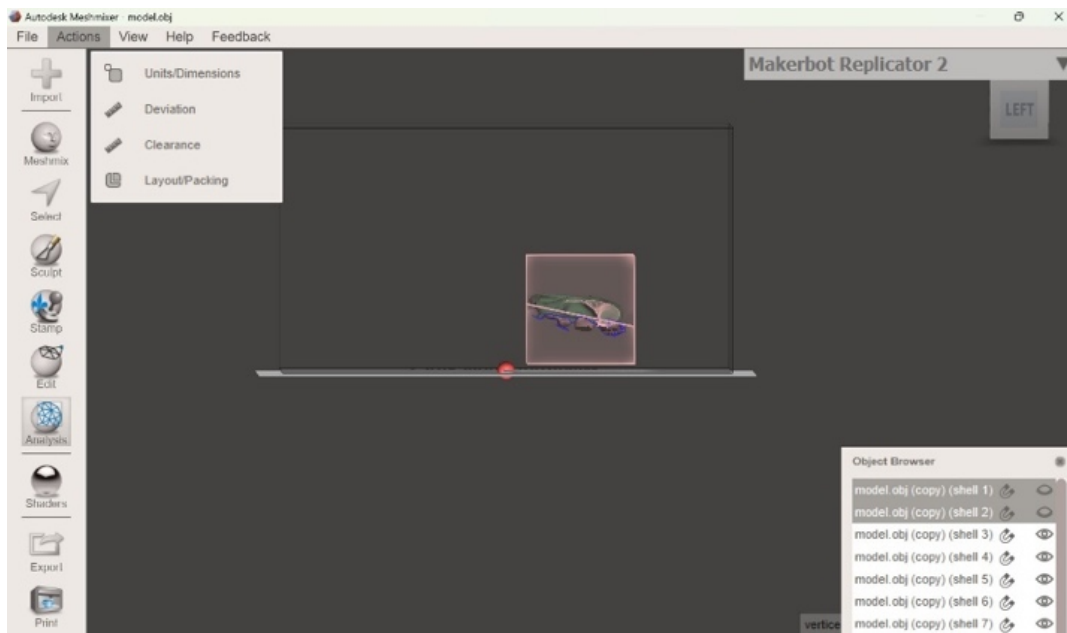 Autodesk Meshmixer - model.obj
File Actions View Help Feedback
Import
Meshmix
Select
Sculpt
Stamp
Edit
Analysis
Shaders
Export
Print
Units/Dimensions
Deviation
Clearance
Layout/Packing
Makerbot Replicator 2
LEFT
Object Browser
model.obj (copy) (shell 1)
model.obj (copy) (shell 2)
model.obj (copy) (shell 3)
model.obj (copy) (shell 4)
model.obj (copy) (shell 5)
model.obj (copy) (shell 6)
model.obj (copy) (shell 7)
vertice